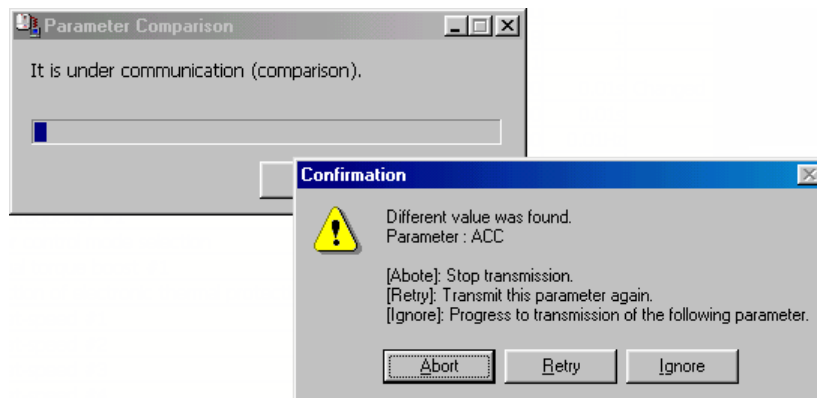 Parameter Comparison
It is under communication (comparison).
Confirmation
Different value was found.
Parameter : ACC
[Abote]: Stop transmission.
[Retry]: Transmit this parameter again.
[Ignore]: Progress to transmission of the following parameter.
Abort Retry Ignore